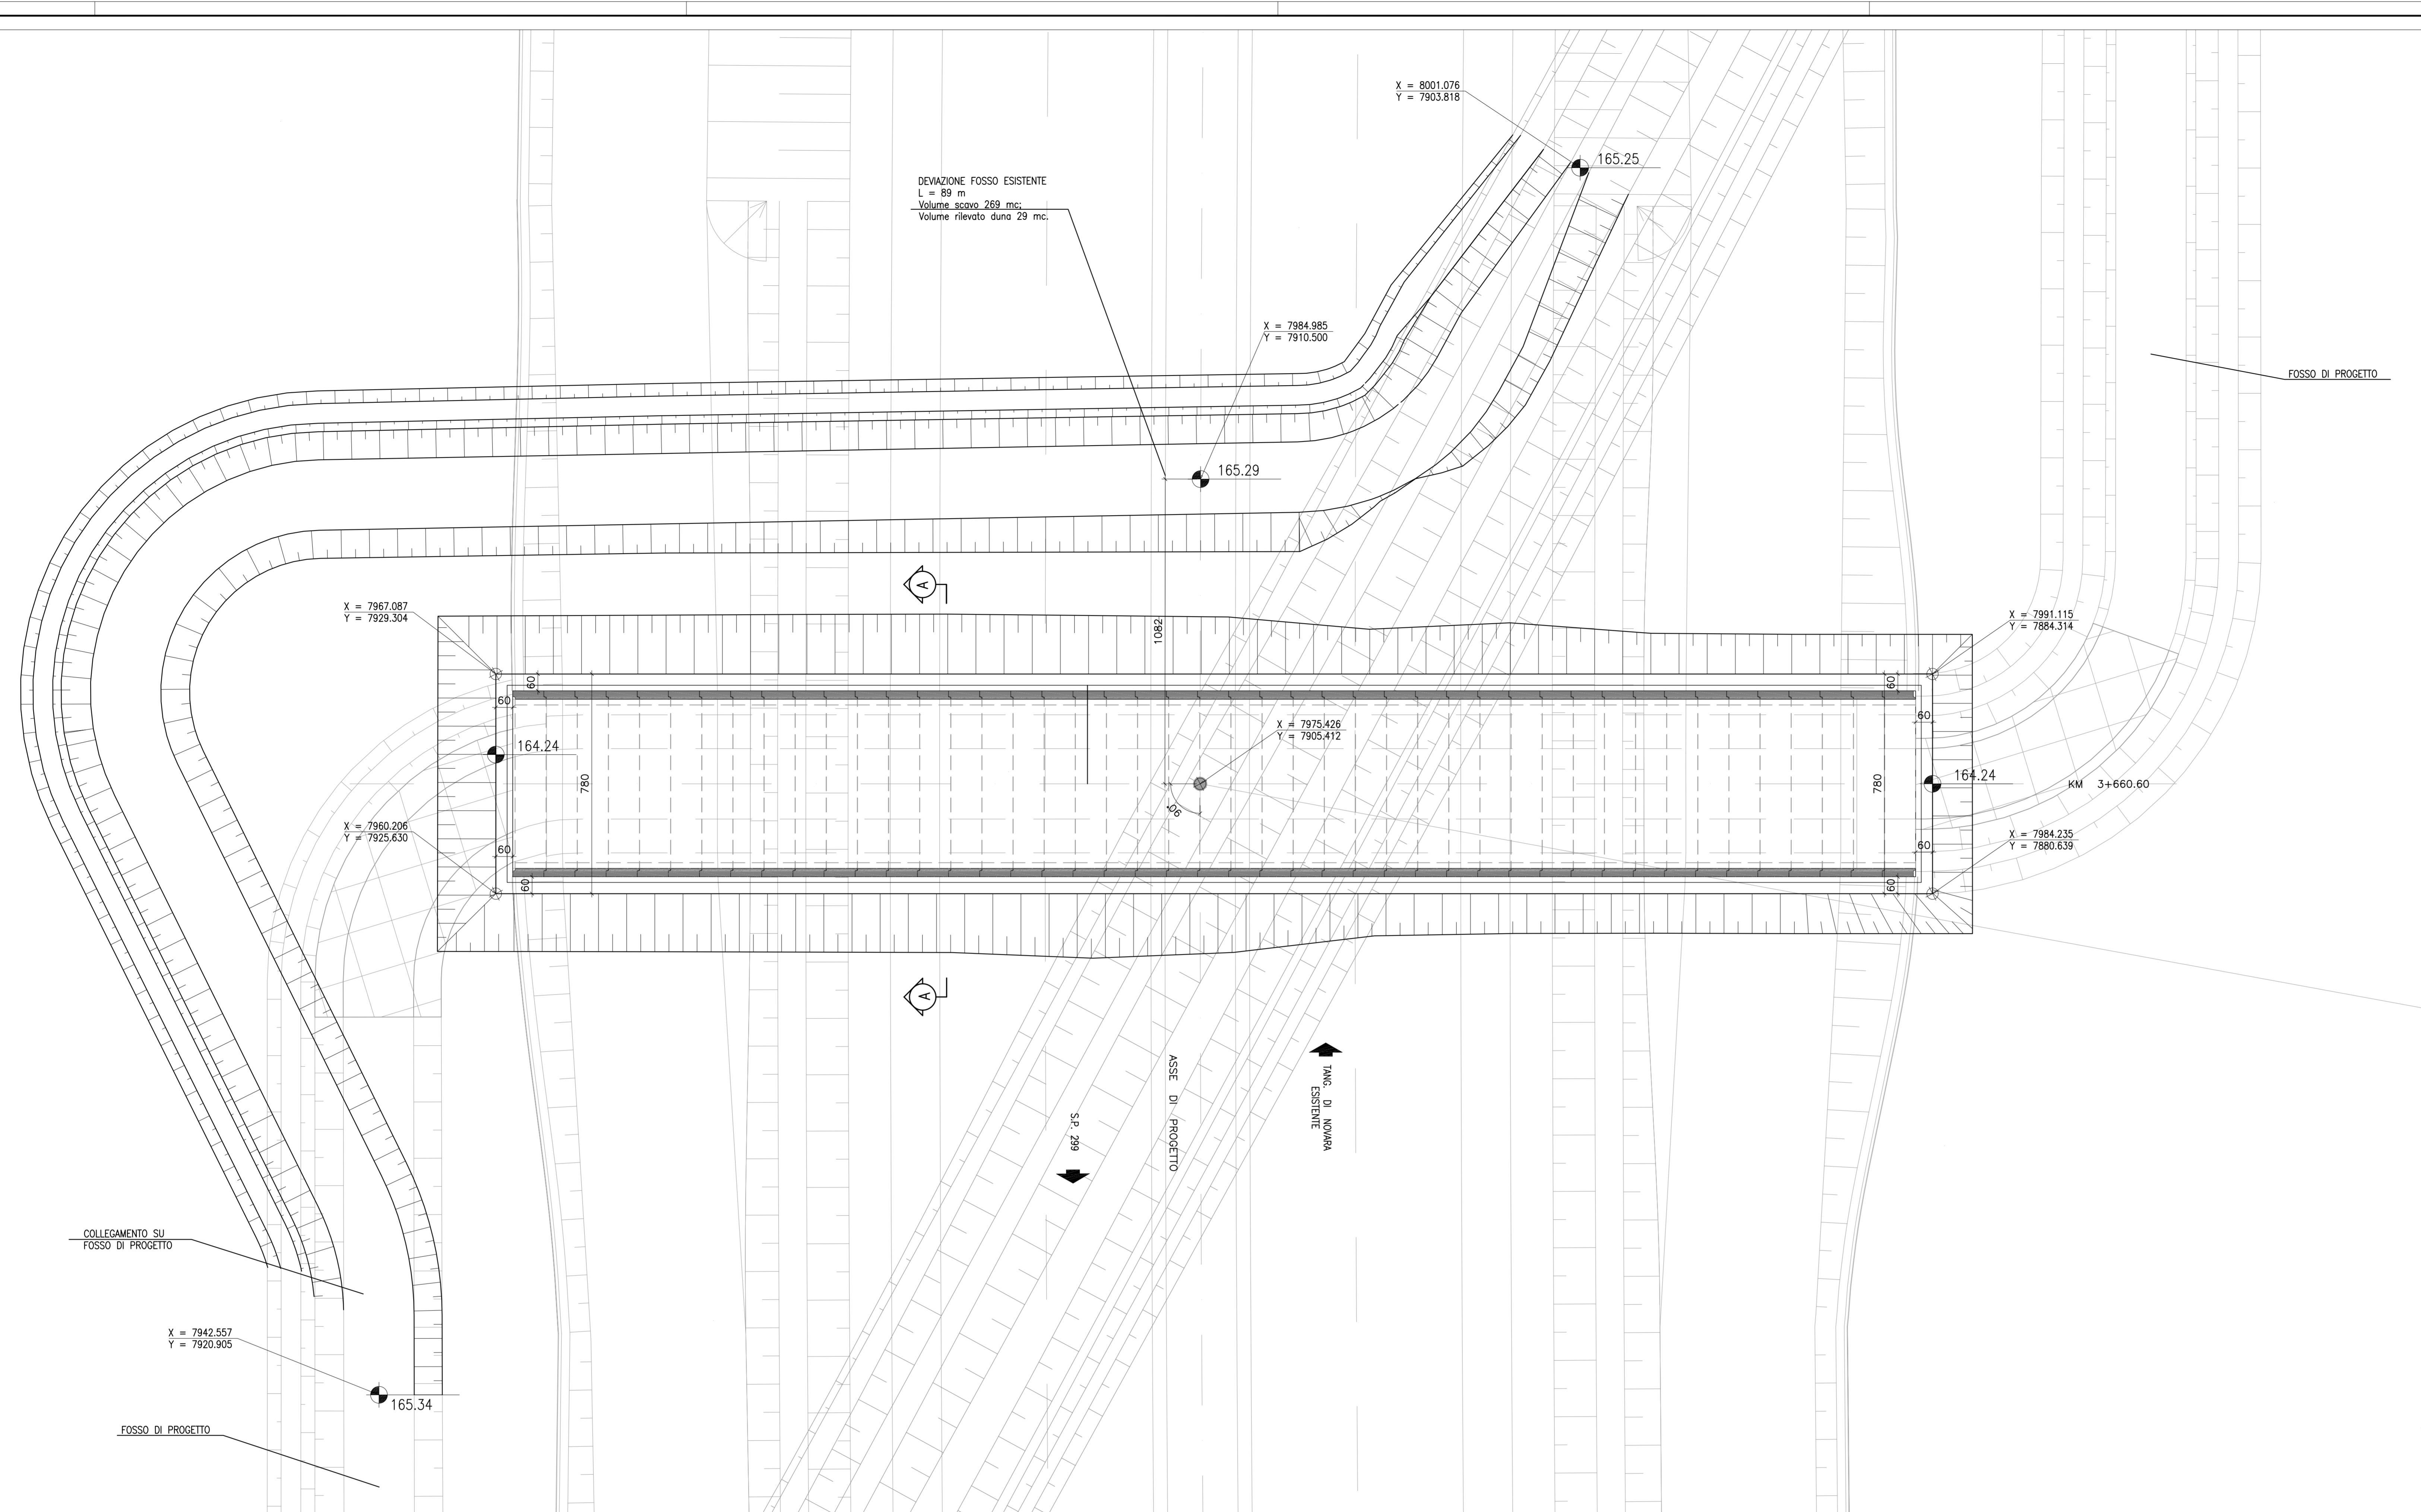 X = 8001.076
Y = 7903.818
165.25
DEVIAZIONE FOSSO ESISTENTE
L = 89 m
Volume scavo 269 mc;
Volume rilevato duna 29 mc.
X = 7984.985
Y = 7910.500
FOSSO DI PROGETTO
165.29
A
X = 7967.087
Y = 7929.304
1082
X = 7991.115
Y = 7884.314
60
60
60
60
X = 7975.426
Y = 7905.412
164.24
780
90°
780
164.24
KM 3+660.60
X = 7960.206
Y = 7925.630
X = 7984.235
Y = 7880.639
60
60
60
60
A
ASSE DI PROGETTO
S.P. 299
TANG. DI NOVARA
ESISTENTE
COLLEGAMENTO SU
FOSSO DI PROGETTO
X = 7942.557
Y = 7920.905
165.34
FOSSO DI PROGETTO